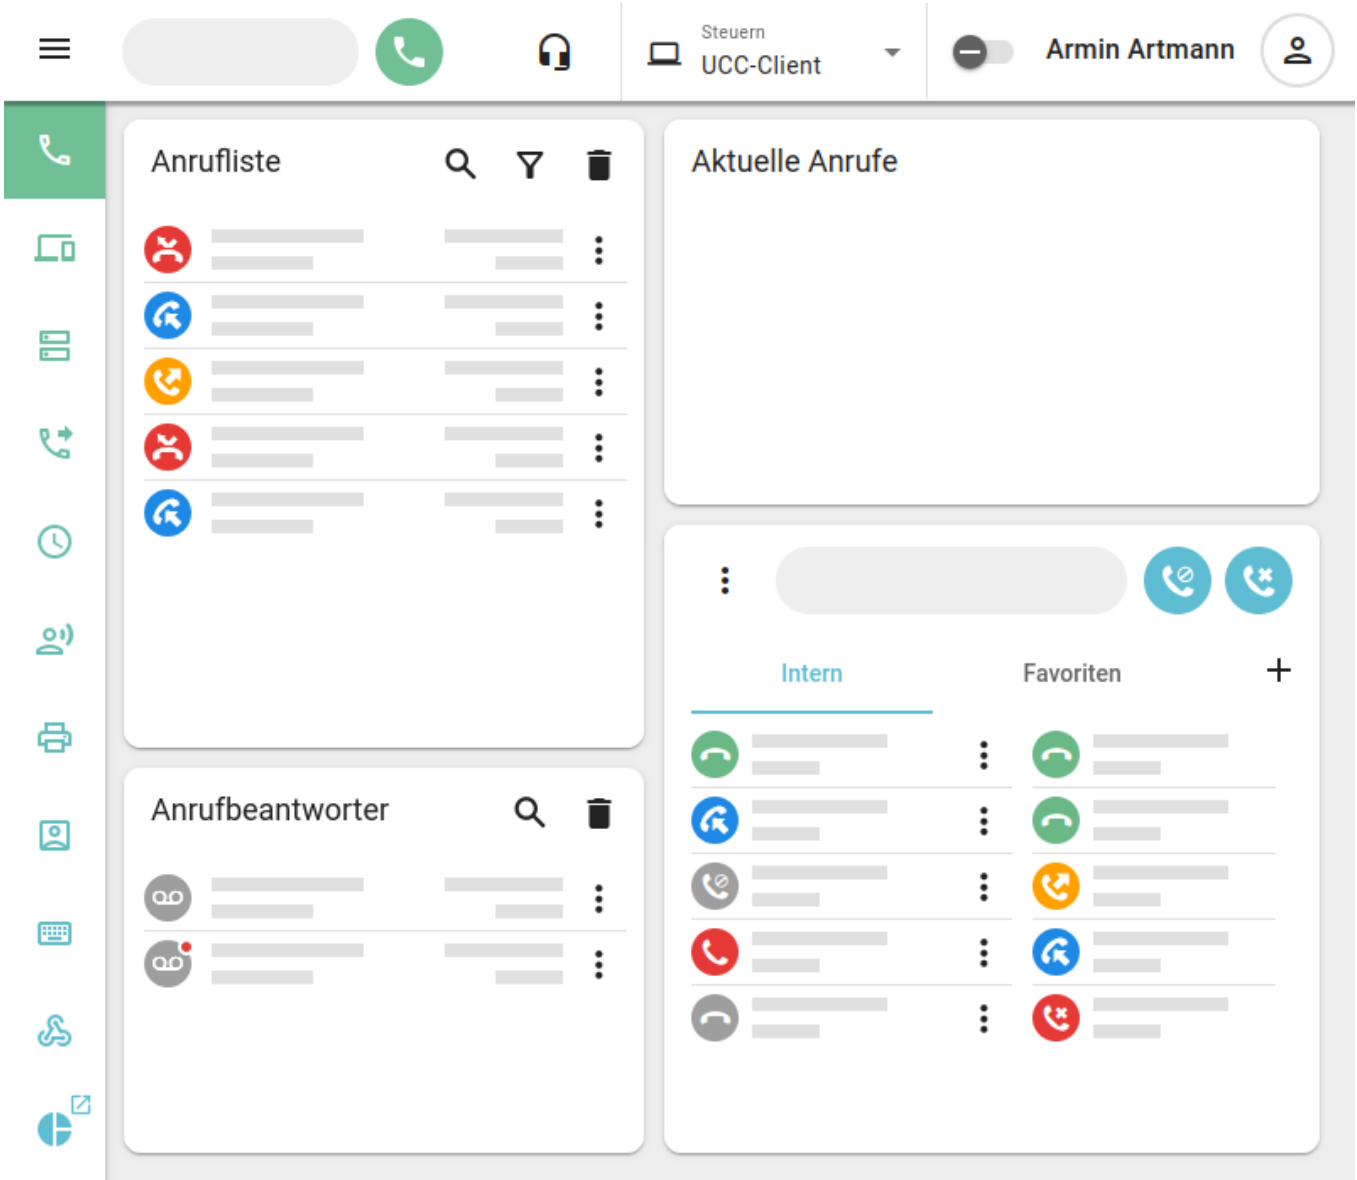 Steuern
UCC-Client
Armin Artmann
Anrufliste
Aktuelle Anrufe
Intern
Favoriten
Anrufbeantworter